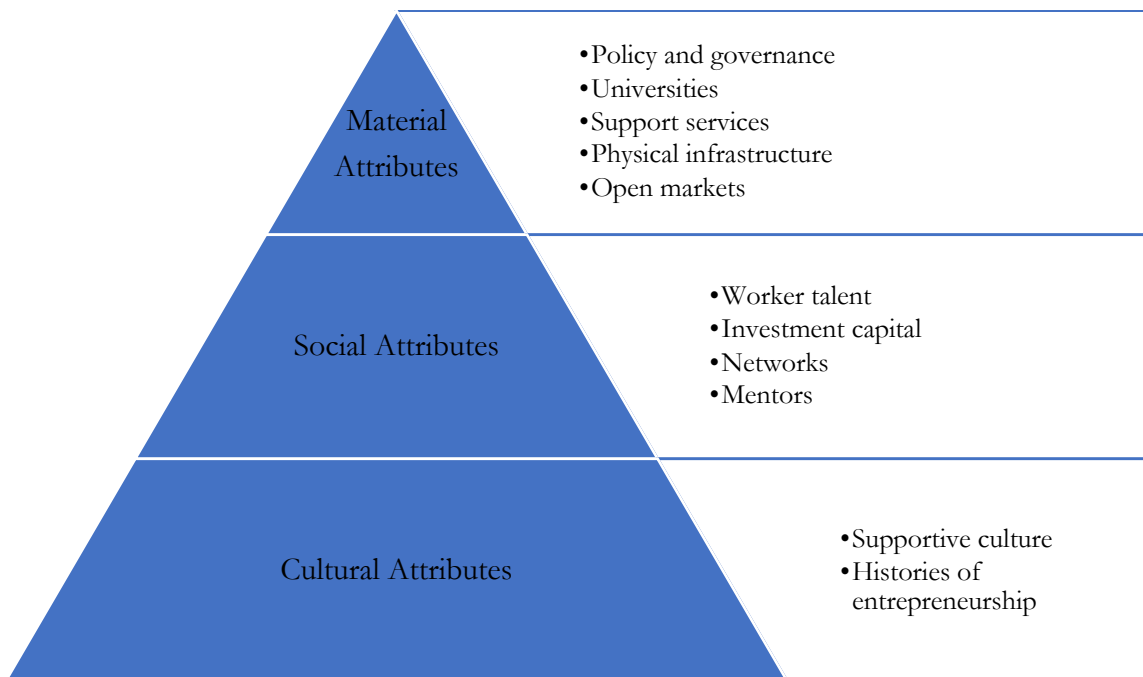 Material
Attributes
•Policy and governance
•Universities
•Support services
•Physical infrastructure
•Open markets
Social Attributes
•Worker talent
•Investment capital
•Networks
•Mentors
Cultural Attributes
•Supportive culture
•Histories of
entrepreneurship